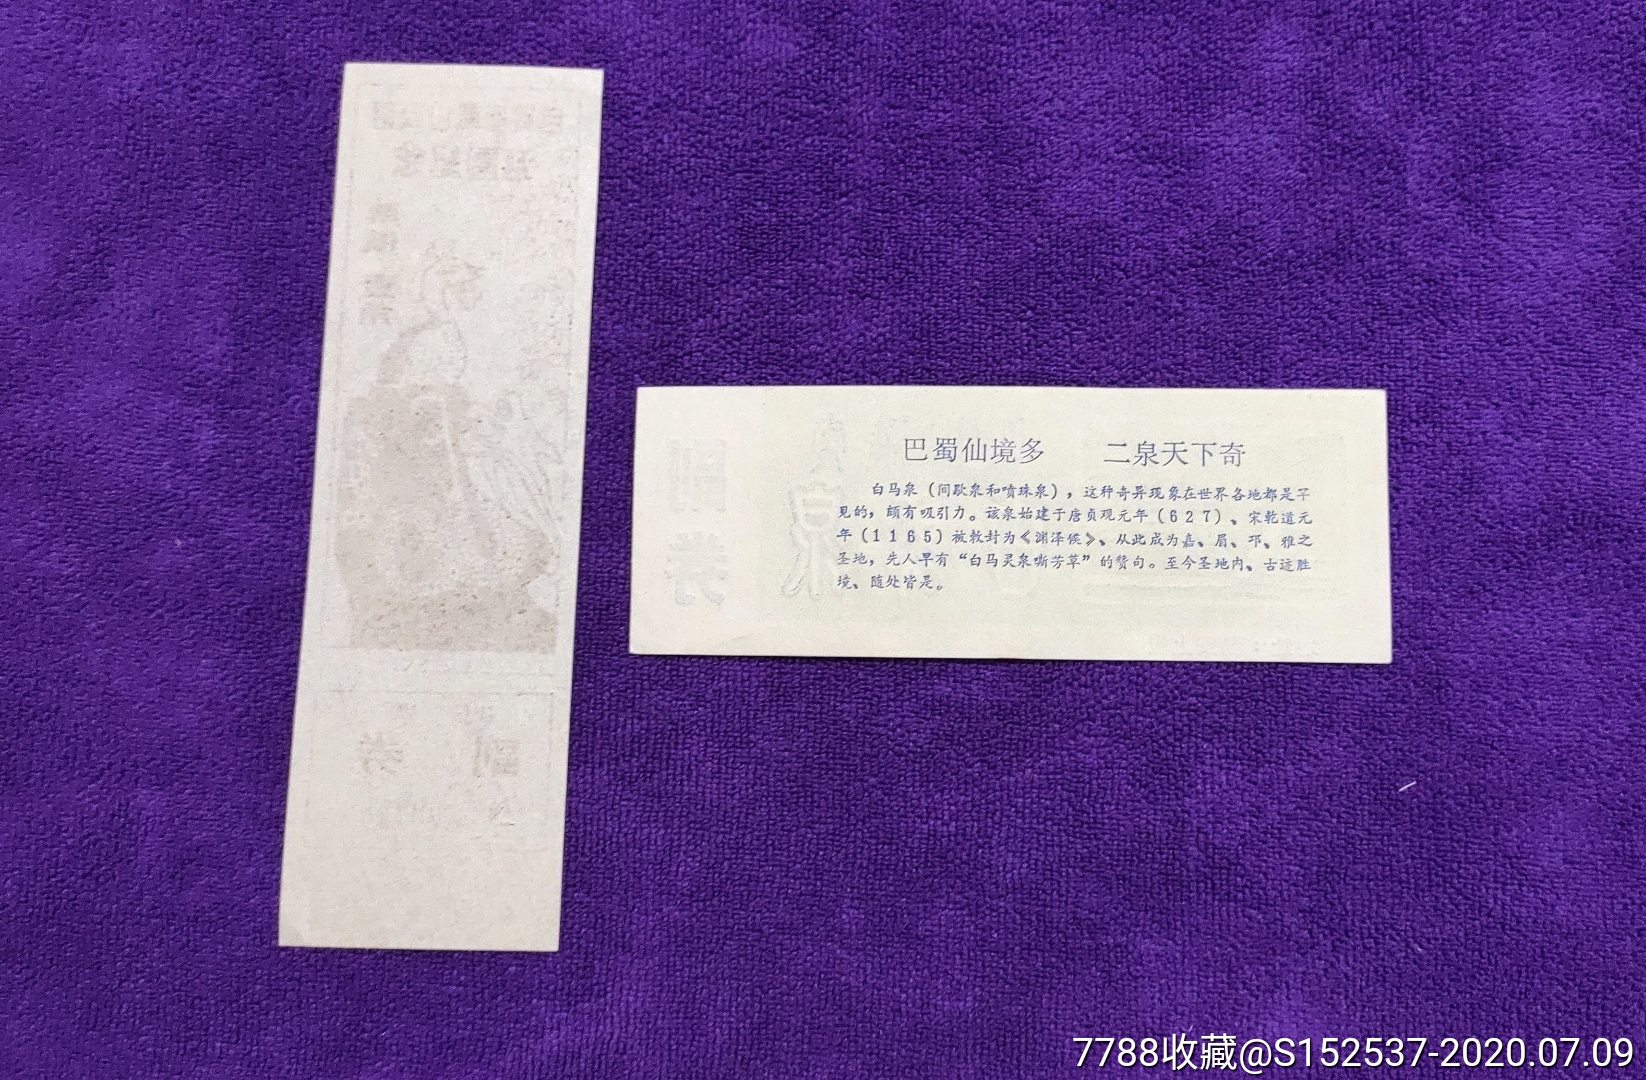 巴蜀仙境多　二泉天下奇
白马泉（间歇泉和喷珠泉），这种奇异现象在世界各地都是罕
见的，颇有吸引力。该泉始建于唐贞观元年（627）、宋乾道元
年（1165）被敕封为《渊泽侯》、从此成为嘉、眉、邛、雅之
圣地，先人早有“白马灵泉嘶芳草”的赞句。至今圣地内、古迹胜
境、随处皆是。
副
券
泉
副 券
7788收藏@S152537-2020.07.09